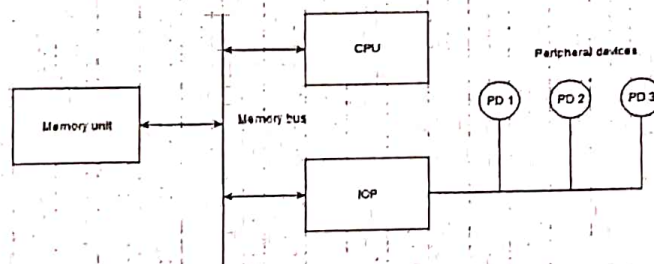 CPU
Peripheral devices
PD 1
PD 2
PD 3
Memory unit
Memory bus
IOP